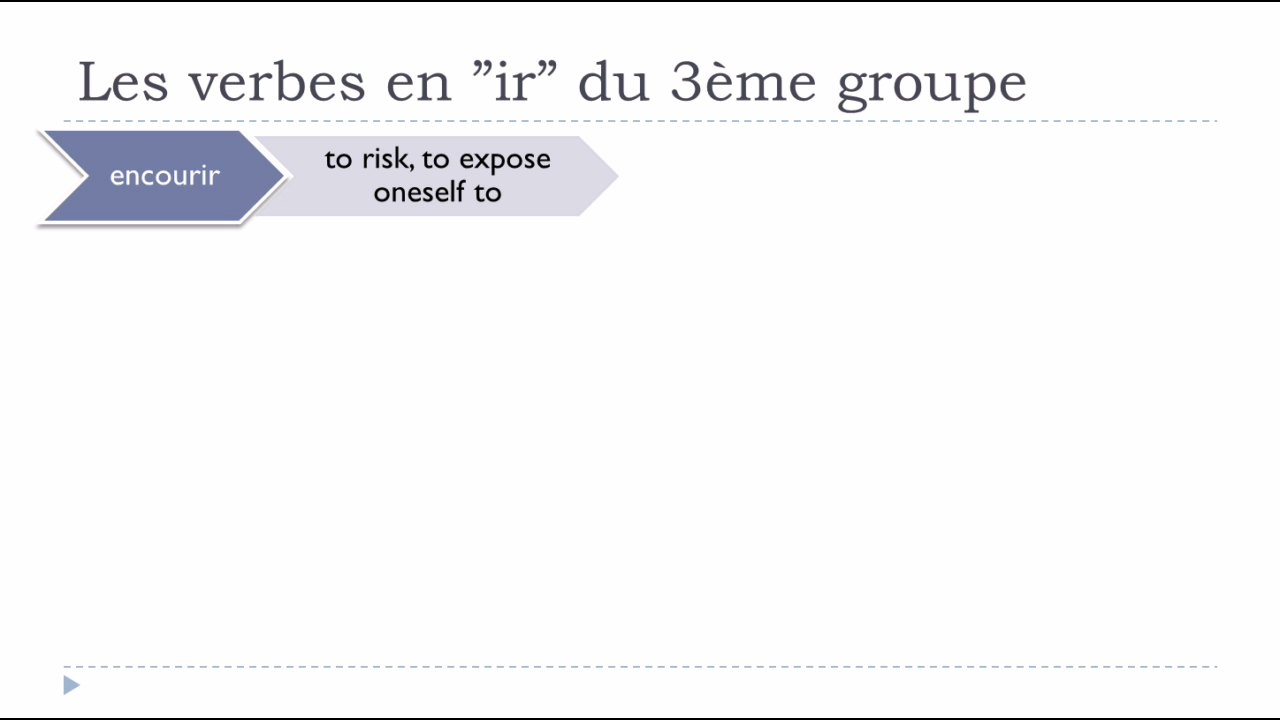 Les verbes en ”ir” du 3ème groupe
encourir
to risk, to expose
oneself to